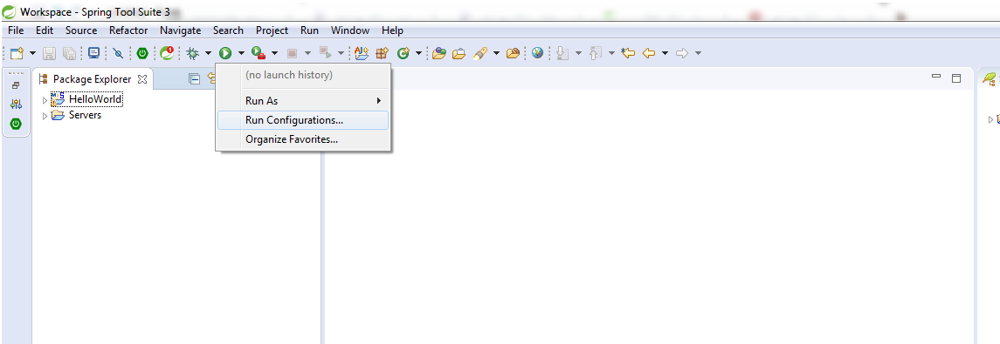 Workspace - Spring Tool Suite 3
File Edit Source Refactor Navigate Search Project Run Window Help
Package Explorer
(no launch history)
HelloWorld
Run As
Servers
Run Configurations...
Organize Favorites...